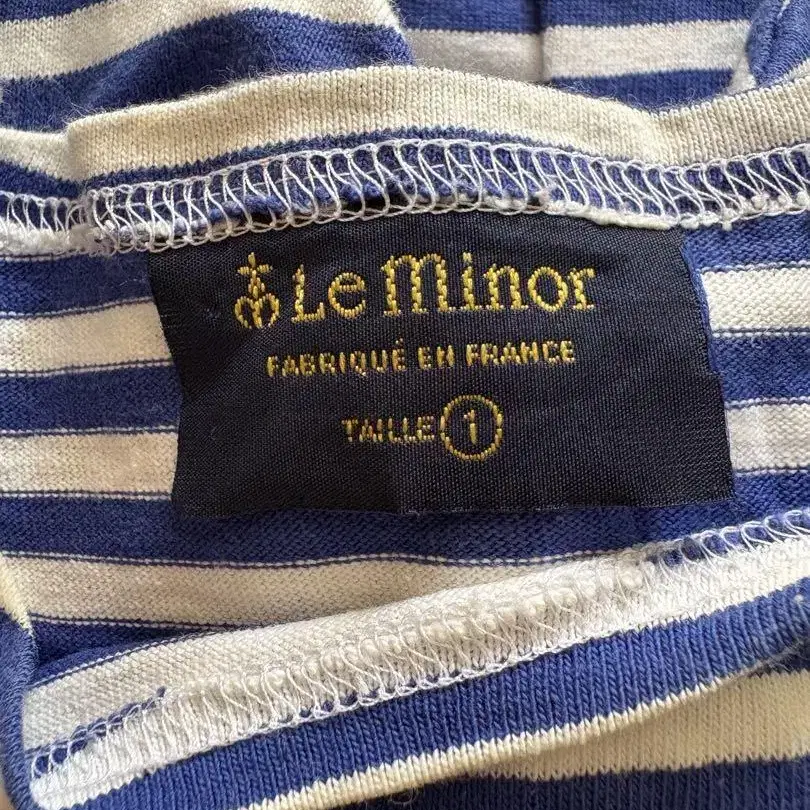 Le minor
FABRIQUÉ EN FRANCE
TAILLE 1